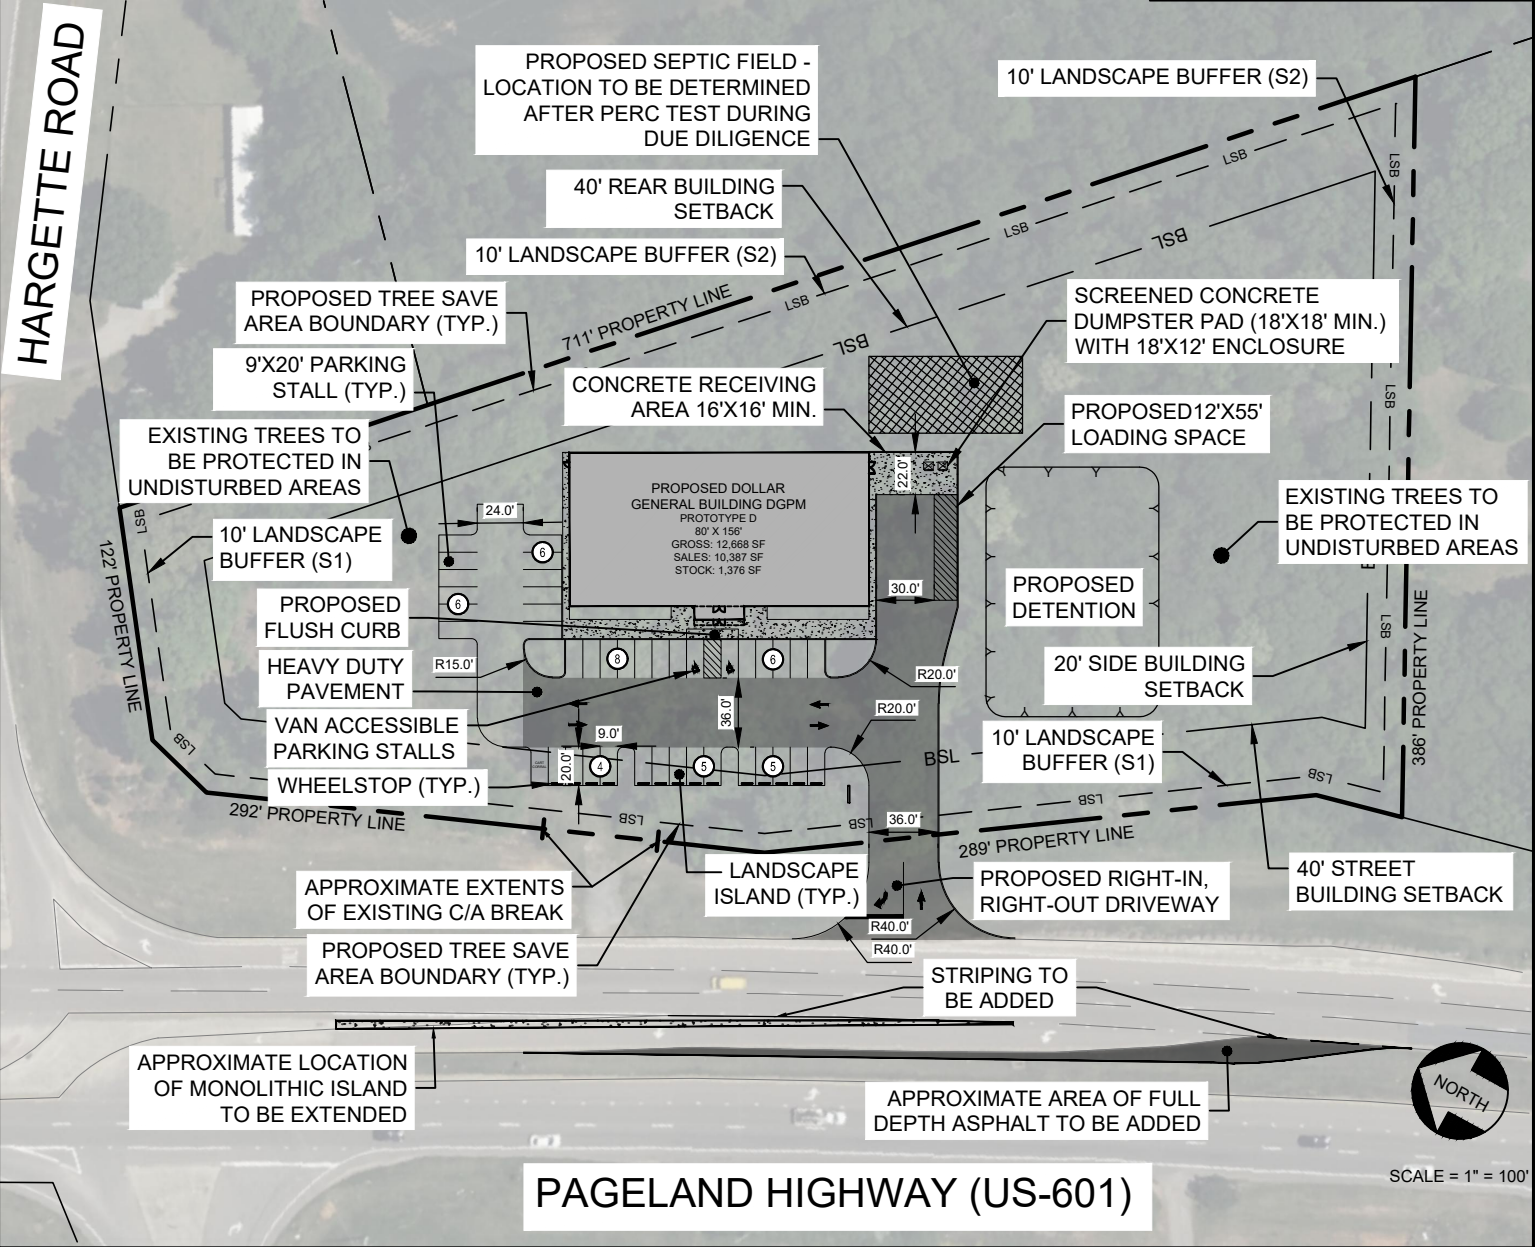 HARGETTE ROAD
PROPOSED SEPTIC FIELD -
LOCATION TO BE DETERMINED
AFTER PERC TEST DURING
DUE DILIGENCE
10' LANDSCAPE BUFFER (S2)
40' REAR BUILDING
SETBACK
10' LANDSCAPE BUFFER (S2)
LSB
LSB
LSB
LSB
BSL
BSL
711' PROPERTY LINE
PROPOSED TREE SAVE
AREA BOUNDARY (TYP.)
SCREENED CONCRETE
DUMPSTER PAD (18'X18' MIN.)
WITH 18'X12' ENCLOSURE
9'X20' PARKING
STALL (TYP.)
CONCRETE RECEIVING
AREA 16'X16' MIN.
PROPOSED12'X55'
LOADING SPACE
LSB
EXISTING TREES TO
BE PROTECTED IN
UNDISTURBED AREAS
22.0'
PROPOSED DOLLAR
GENERAL BUILDING DGPM
PROTOTYPE D
80' X 156'
GROSS: 12,668 SF
SALES: 10,387 SF
STOCK: 1,376 SF
EXISTING TREES TO
BE PROTECTED IN
UNDISTURBED AREAS
LSB
24.0'
10' LANDSCAPE
BUFFER (S1)
6
122' PROPERTY LINE
30.0'
PROPOSED
DETENTION
6
PROPOSED
FLUSH CURB
LSB
386' PROPERTY LINE
R15.0'
8
6
HEAVY DUTY
PAVEMENT
R20.0'
20' SIDE BUILDING
SETBACK
36.0'
R20.0'
VAN ACCESSIBLE
PARKING STALLS
9.0'
LSB
20.0'
4
5
5
BSL
10' LANDSCAPE
BUFFER (S1)
WHEELSTOP (TYP.)
LSB
LSB
292' PROPERTY LINE
LSB
LSB
36.0'
289' PROPERTY LINE
APPROXIMATE EXTENTS
OF EXISTING C/A BREAK
LANDSCAPE
ISLAND (TYP.)
PROPOSED RIGHT-IN,
RIGHT-OUT DRIVEWAY
40' STREET
BUILDING SETBACK
R40.0'
R40.0'
PROPOSED TREE SAVE
AREA BOUNDARY (TYP.)
STRIPING TO
BE ADDED
APPROXIMATE LOCATION
OF MONOLITHIC ISLAND
TO BE EXTENDED
APPROXIMATE AREA OF FULL
DEPTH ASPHALT TO BE ADDED
NORTH
SCALE = 1" = 100'
PAGELAND HIGHWAY (US-601)